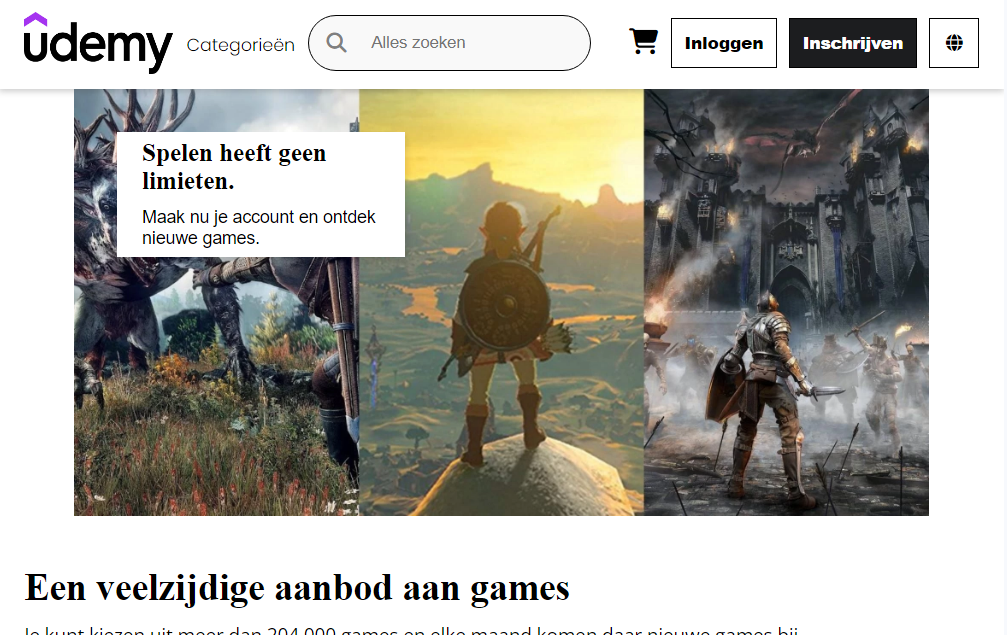 udemy Categorieën Alles zoeken Inloggen Inschrijven
Spelen heeft geen
limieten.
Maak nu je account en ontdek
nieuwe games.
Een veelzijdige aanbod aan games
Je kunt kiezen uit meer dan 204.000 games en elke maand komen daar nieuwe games bij